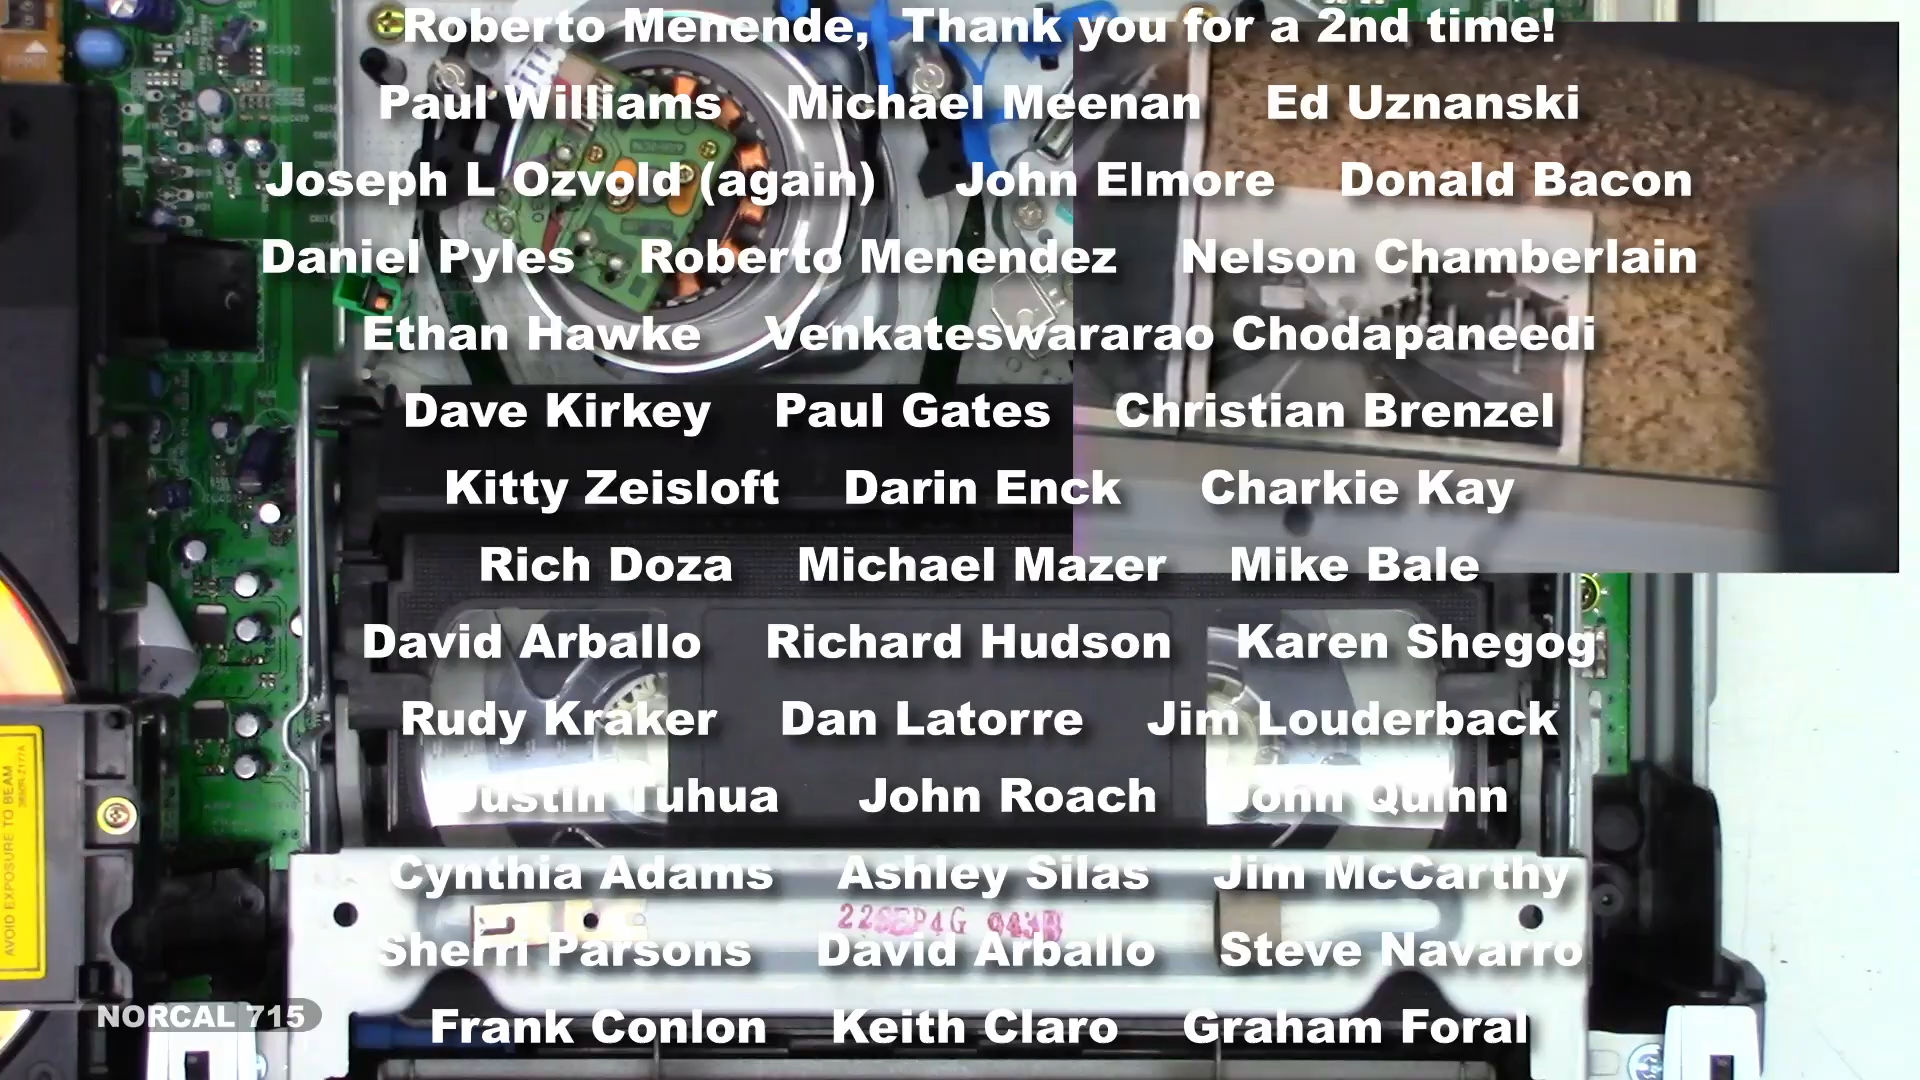 Roberto Menende, Thank you for a 2nd time!
Paul Williams Michael Meenan Ed Uznanski
Joseph L Ozvold (again) John Elmore Donald Bacon
Daniel Pyles Roberto Menendez Nelson Chamberlain
Ethan Hawke Venkateswararao Chodapaneedi
Dave Kirkey Paul Gates Christian Brenzel
Kitty Zeisloft Darin Enck Charkie Kay
Rich Doza Michael Mazer Mike Bale
David Arballo Richard Hudson Karen Shegog
Rudy Kraker Dan Latorre Jim Louderback
Justin Tuhua John Roach John Quinn
Cynthia Adams Ashley Silas Jim McCarthy
Sherri Parsons David Arballo Steve Navarro
Frank Conlon Keith Claro Graham Foral
NORCAL 715
AVOID EXPOSURE TO BEAM